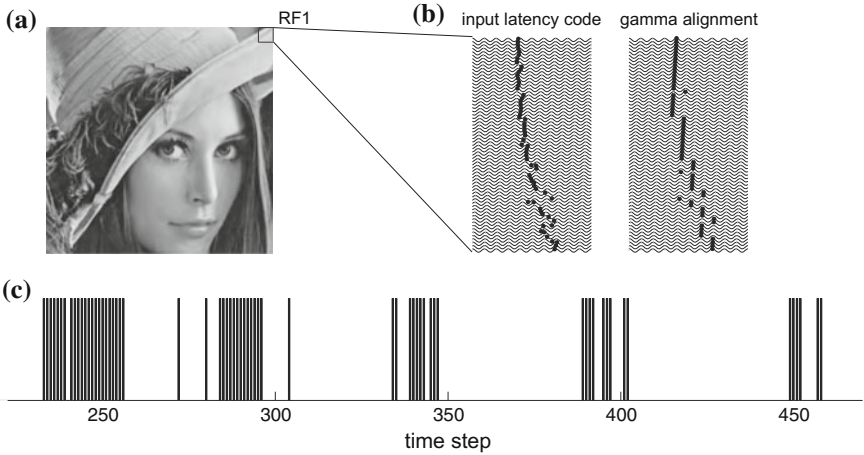 (a)
RF1
(b)
input latency code
gamma alignment
(c)
250
300
350
400
450
time step